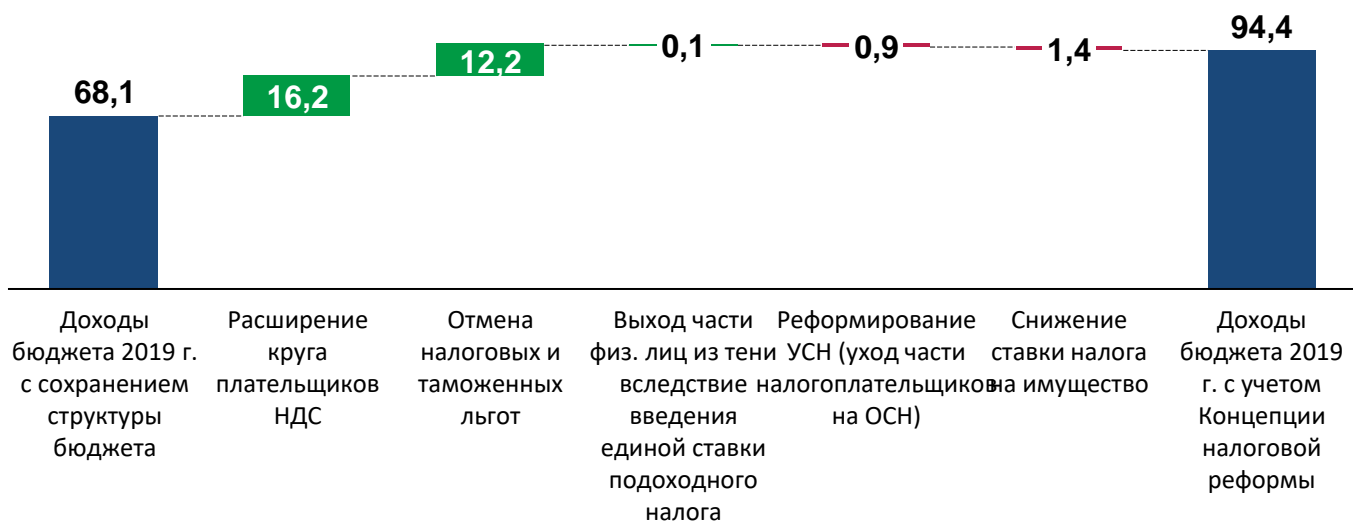 68,1
16,2
12,2
0,1
0,9
1,4
94,4
Доходы
бюджета 2019 г.
с сохранением
структуры
бюджета
Расширение
круга
плательщиков
НДС
Отмена
налоговых и
таможенных
льгот
Выход части
физ. лиц из тени
вследствие
введения
единой ставки
подоходного
налога
Реформирование
УСН (уход части
налогоплательщиков
на ОСН)
Снижение
ставки налога
на имущество
Доходы
бюджета 2019
г. с учетом
Концепции
налоговой
реформы